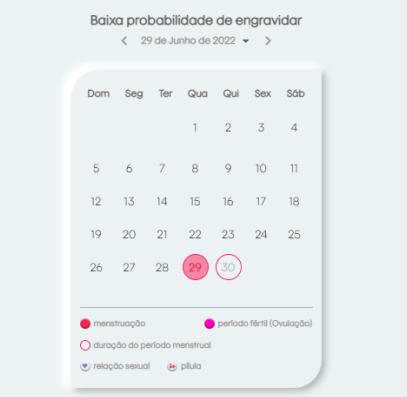 Baixa probabilidade de engravidar
29 de Junho de 2022
Dom Seg Ter Qua Qui Sex Sáb
1 2 3 4
5 6 7 8 9 10 11
12 13 14 15 16 17 18
19 20 21 22 23 24 25
26 27 28 29 30
menstruação período fértil (Ovulação)
duração do período menstrual
relação sexual pílula